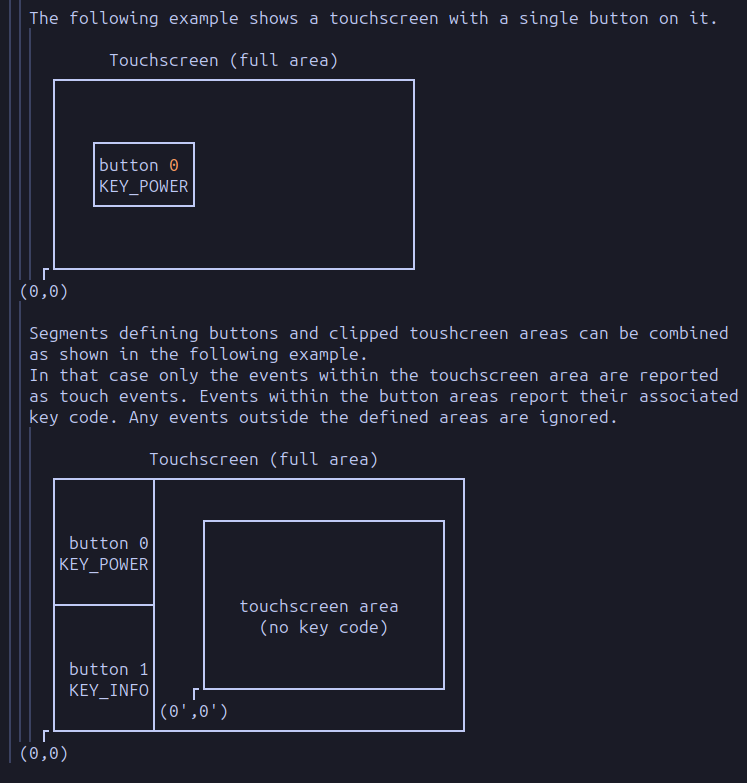 The following example shows a touchscreen with a single button on it.
Touchscreen (full area)
button 0
KEY_POWER
(0,0)
Segments defining buttons and clipped toushcreen areas can be combined
as shown in the following example.
In that case only the events within the touchscreen area are reported
as touch events. Events within the button areas report their associated
key code. Any events outside the defined areas are ignored.
Touchscreen (full area)
button 0
KEY_POWER
touchscreen area
(no key code)
button 1
KEY_INFO
(0',0')
(0,0)